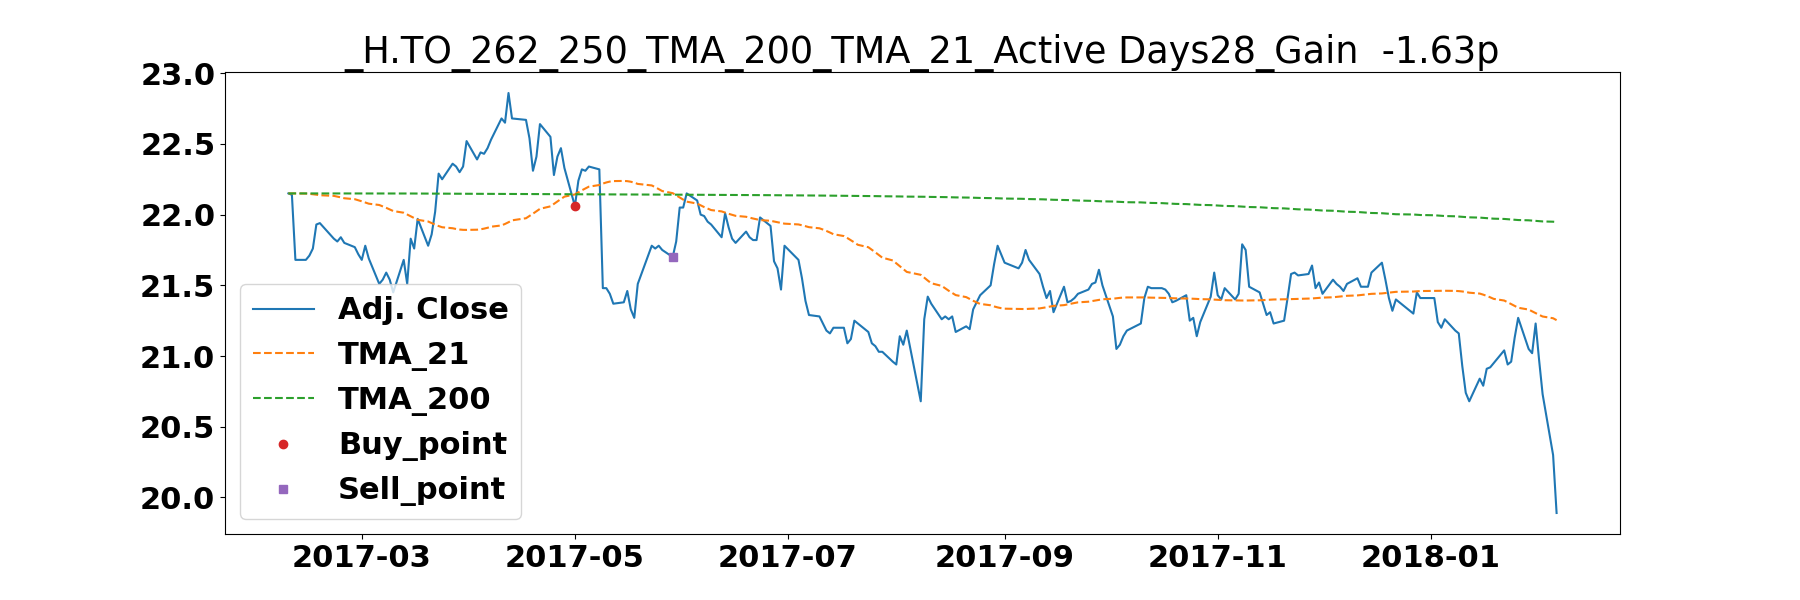 _H.TO_262_250_TMA_200_TMA_21_Active Days28_Gain  -1.63p
23.0
22.5
22.0
21.5
21.0
20.5
20.0
Adj. Close
TMA_21
TMA_200
Buy_point
Sell_point
2017-03 2017-05 2017-07 2017-09 2017-11 2018-01